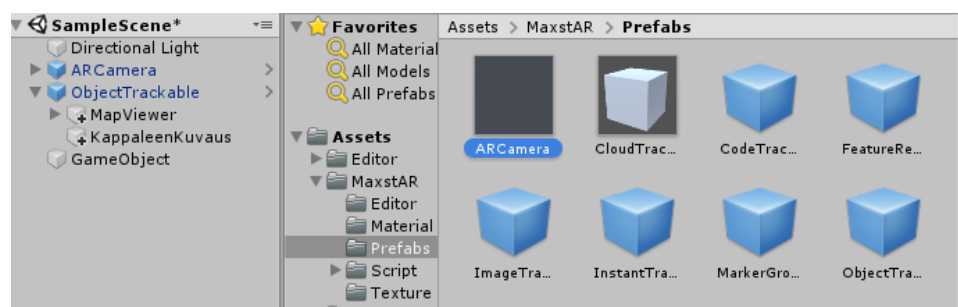 SampleScene*
Directional Light
ARCamera
ObjectTrackable
MapViewer
KappaleenKuvaus
GameObject
Favorites
All Material
All Models
All Prefabs
Assets
Editor
MaxstAR
Editor
Material
Prefabs
Script
Texture
Assets > MaxstAR > Prefabs
ARCamera CloudTrac... CodeTrac... FeatureRe...
ImageTra... InstantTra... MarkerGro... ObjectTra...